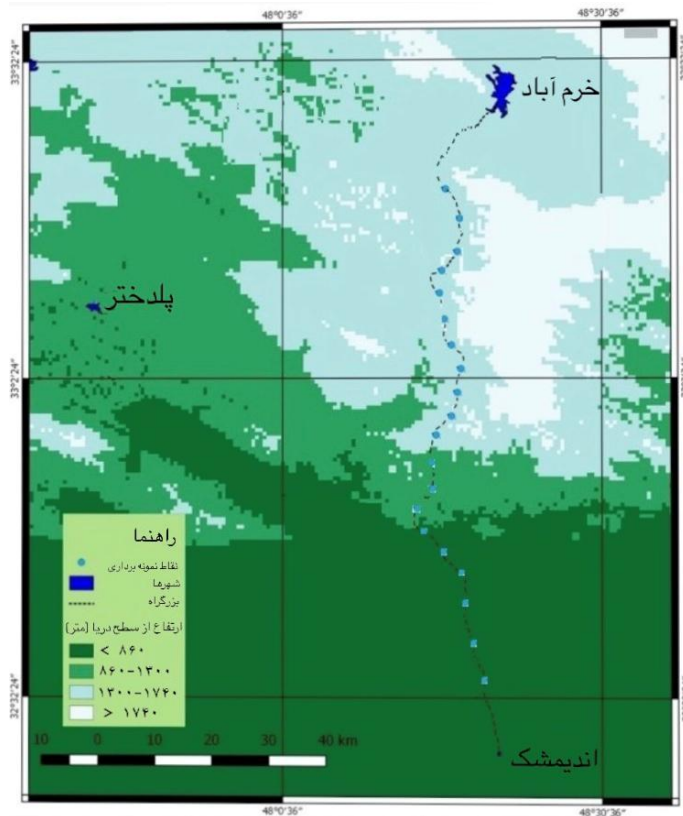 48°0'36" 48°30'36"
33°32'24"
خرم آباد
پلدختر
33°2'24"
راهنما
نقاط نمونه برداری
شهرها
بزرگراه
ارتفاع از سطح دریا (متر)
< ۸۶۰
۸۶۰-۱۳۰۰
۱۳۰۰-۱۷۴۰
> ۱۷۴۰
32°32'24"
10 0 10 20 30 40 km
اندیمشک
48°0'36" 48°30'36"